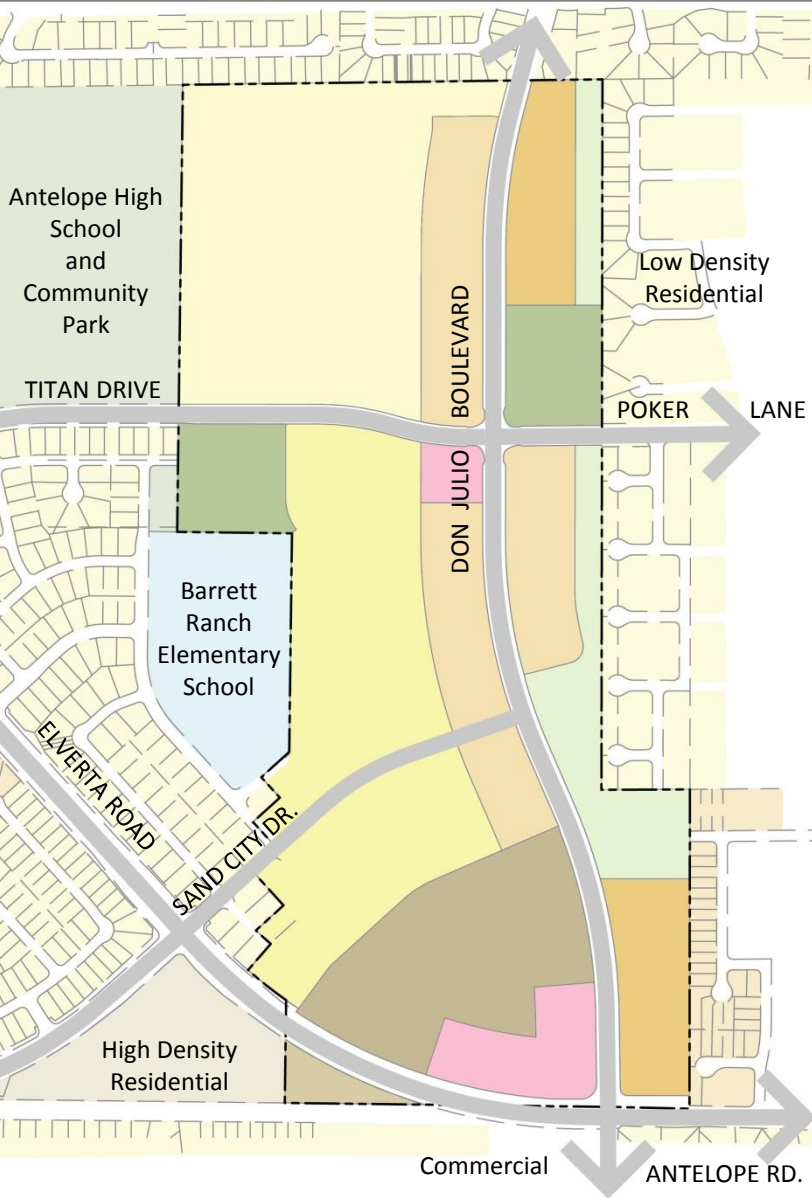 Antelope High
School
and
Community
Park
Low Density
Residential
DON JULIO BOULEVARD
TITAN DRIVE
POKER LANE
Barrett
Ranch
Elementary
School
ELVERTA ROAD
SAND CITY DR.
High Density
Residential
Commercial
ANTELOPE RD.